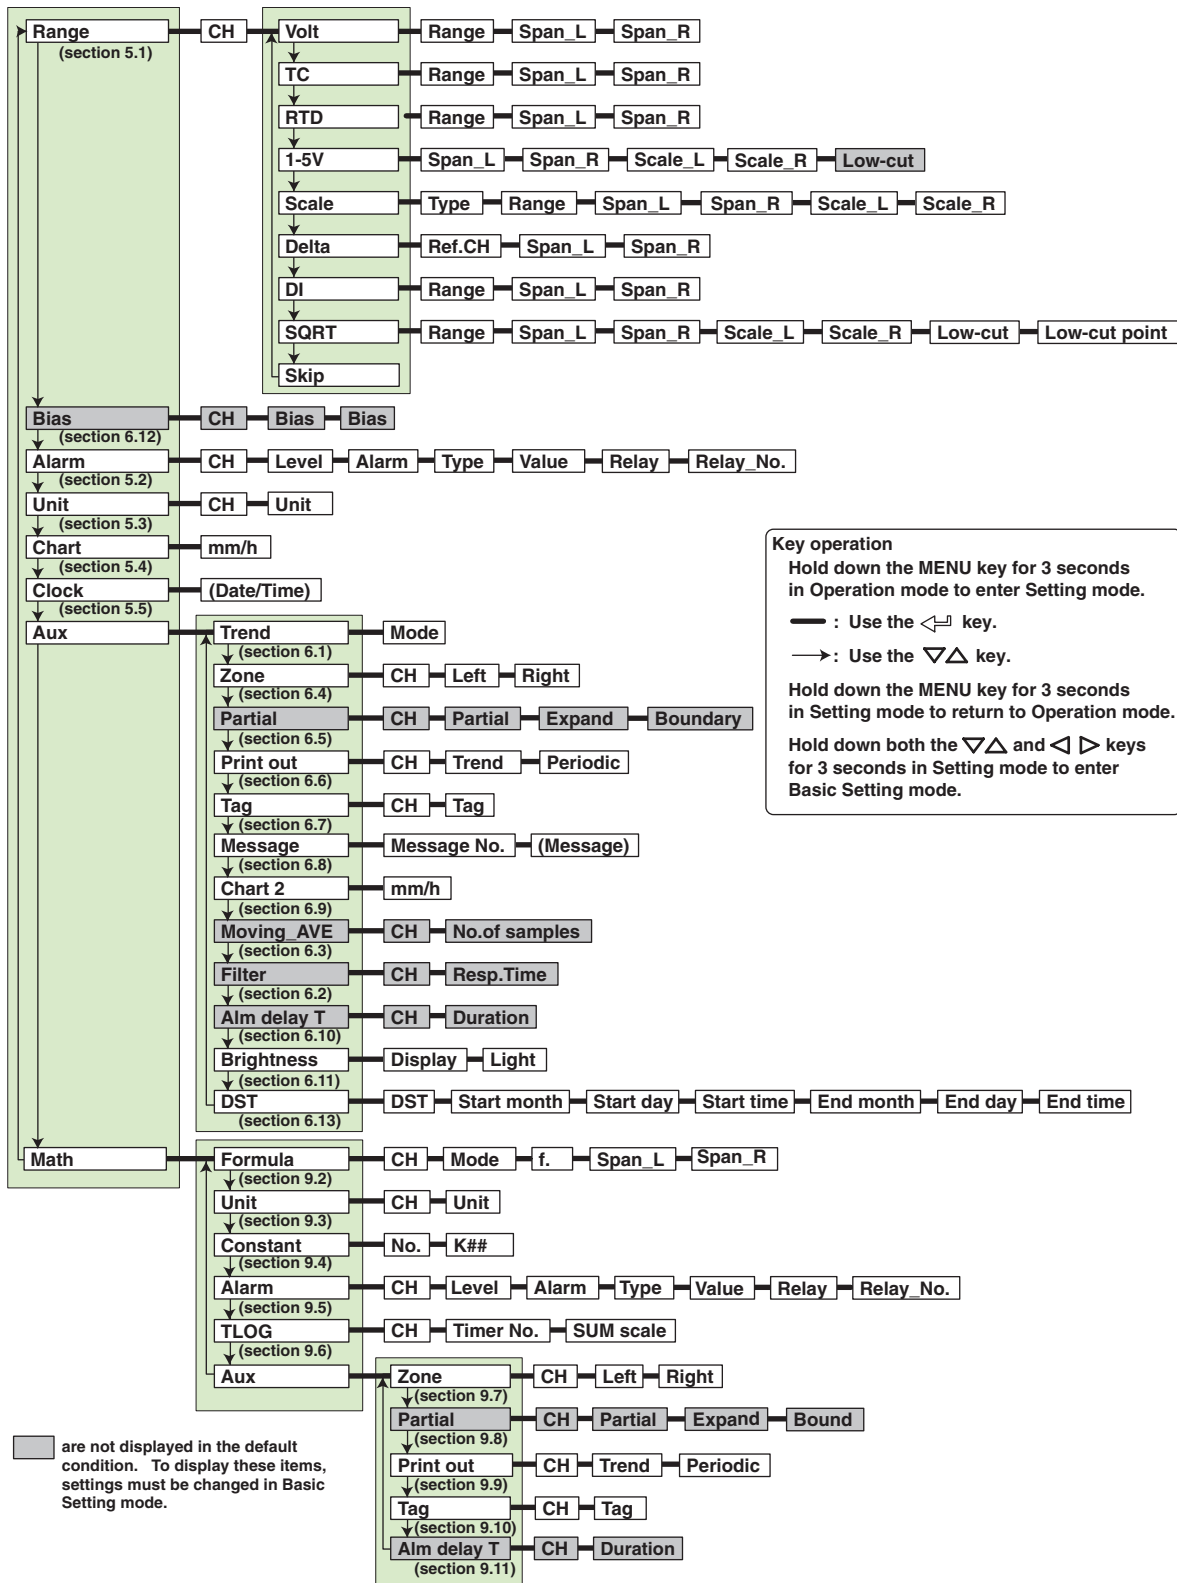 Range CH Volt Range Span_L Span_R
(section 5.1)
TC Range Span_L Span_R
RTD Range Span_L Span_R
1-5V Span_L Span_R Scale_L Scale_R Low-cut
Scale Type Range Span_L Span_R Scale_L Scale_R
Delta Ref.CH Span_L Span_R
DI Range Span_L Span_R
SQRT Range Span_L Span_R Scale_L Scale_R Low-cut Low-cut point
Skip
Bias CH Bias Bias
(section 6.12)
Alarm CH Level Alarm Type Value Relay Relay_No.
(section 5.2)
Unit CH Unit
(section 5.3)
Chart mm/h
(section 5.4)
Clock (Date/Time)
(section 5.5)
Aux Trend Mode
(section 6.1)
Zone CH Left Right
(section 6.4)
Partial CH Partial Expand Boundary
(section 6.5)
Print out CH Trend Periodic
(section 6.6)
Tag CH Tag
(section 6.7)
Message Message No. (Message)
(section 6.8)
Chart 2 mm/h
(section 6.9)
Moving_AVE CH No.of samples
(section 6.3)
Filter CH Resp.Time
(section 6.2)
Alm delay T CH Duration
(section 6.10)
Brightness Display Light
(section 6.11)
DST DST Start month Start day Start time End month End day End time
(section 6.13)
Key operation
Hold down the MENU key for 3 seconds
in Operation mode to enter Setting mode.
: Use the key.
: Use the ▽△ key.
Hold down the MENU key for 3 seconds
in Setting mode to return to Operation mode.
Hold down both the ▽△ and ◁ ▷ keys
for 3 seconds in Setting mode to enter
Basic Setting mode.
Math Formula CH Mode f. Span_L Span_R
(section 9.2)
Unit CH Unit
(section 9.3)
Constant No. K##
(section 9.4)
Alarm CH Level Alarm Type Value Relay Relay_No.
(section 9.5)
TLOG CH Timer No. SUM scale
(section 9.6)
Aux Zone CH Left Right
(section 9.7)
Partial CH Partial Expand Bound
(section 9.8)
Print out CH Trend Periodic
(section 9.9)
Tag CH Tag
(section 9.10)
Alm delay T CH Duration
(section 9.11)
are not displayed in the default
condition. To display these items,
settings must be changed in Basic
Setting mode.